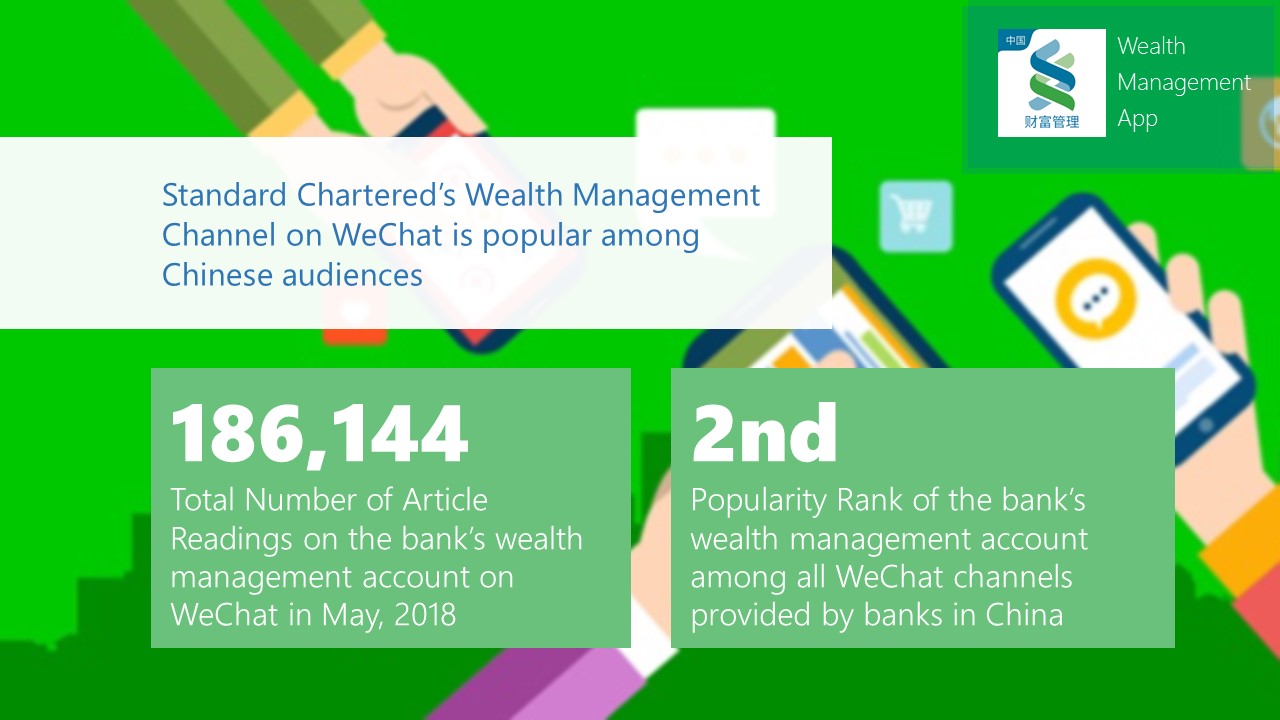 中国
财富管理
Wealth
Management
App
Standard Chartered’s Wealth Management
Channel on WeChat is popular among
Chinese audiences
186,144
Total Number of Article
Readings on the bank’s wealth
management account on
WeChat in May, 2018
2nd
Popularity Rank of the bank’s
wealth management account
among all WeChat channels
provided by banks in China